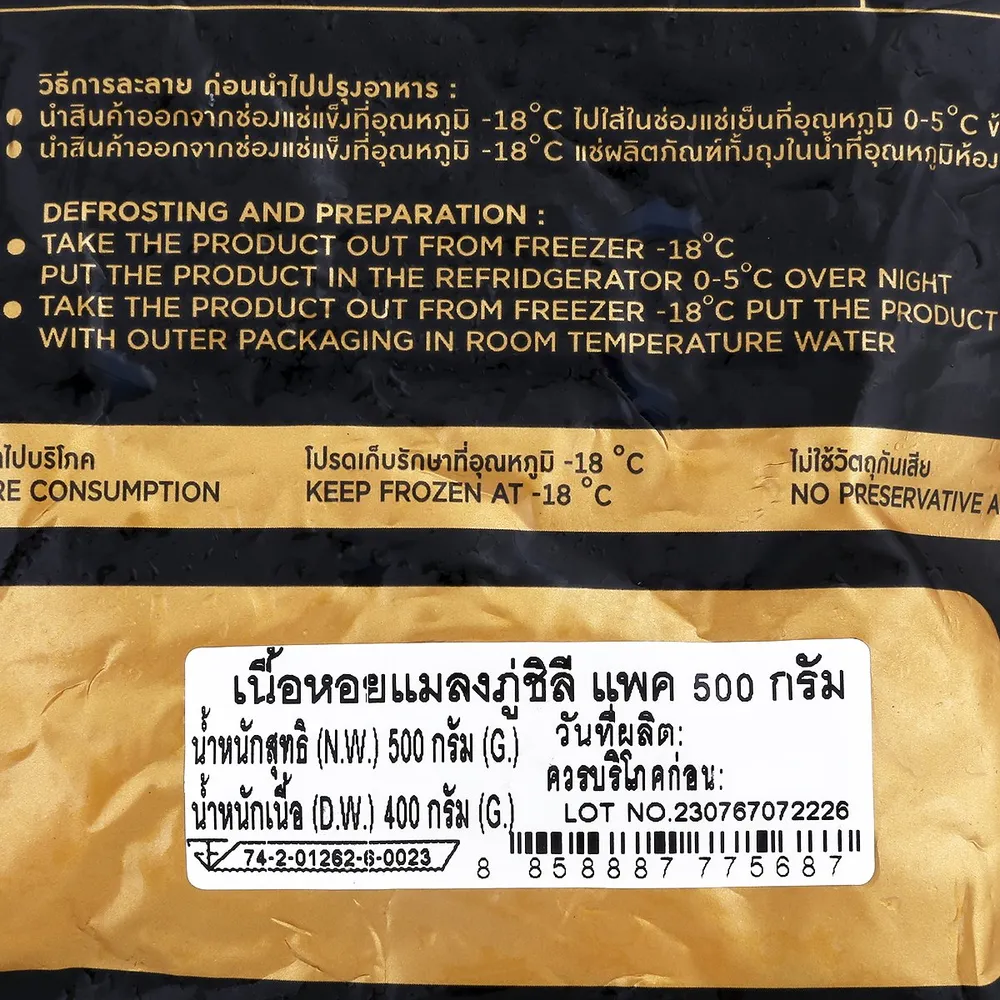 วิธีการละลาย ก่อนนำไปปรุงอาหาร :
นำสินค้าออกจากช่องแช่แข็งที่อุณหภูมิ -18°C ไปใส่ในช่องแช่เย็นที่อุณหภูมิ 0-5°C
นำสินค้าออกจากช่องแช่แข็งที่อุณหภูมิ -18°C แช่ผลิตภัณฑ์ทั้งถุงในน้ำที่อุณหภูมิห้อง
DEFROSTING AND PREPARATION :
TAKE THE PRODUCT OUT FROM FREEZER -18°C
PUT THE PRODUCT IN THE REFRIDGERATOR 0-5°C OVER NIGHT
TAKE THE PRODUCT OUT FROM FREEZER -18°C PUT THE PRODUCT
WITH OUTER PACKAGING IN ROOM TEMPERATURE WATER
ไปบริโภค
RE CONSUMPTION
โปรดเก็บรักษาที่อุณหภูมิ -18 °C
KEEP FROZEN AT -18 °C
ไม่ใช้วัตถุกันเสีย
NO PRESERVATIVE A
เนื้อหอยแมลงภู่ชิลี แพค 500 กรัม
น้ำหนักสุทธิ (N.W.) 500 กรัม (G.)
น้ำหนักเนื้อ (D.W.) 400 กรัม (G.)
74-2-01262-6-0023
วันที่ผลิต:
ควรบริโภคก่อน:
LOT NO.230767072226
8 858887 775687